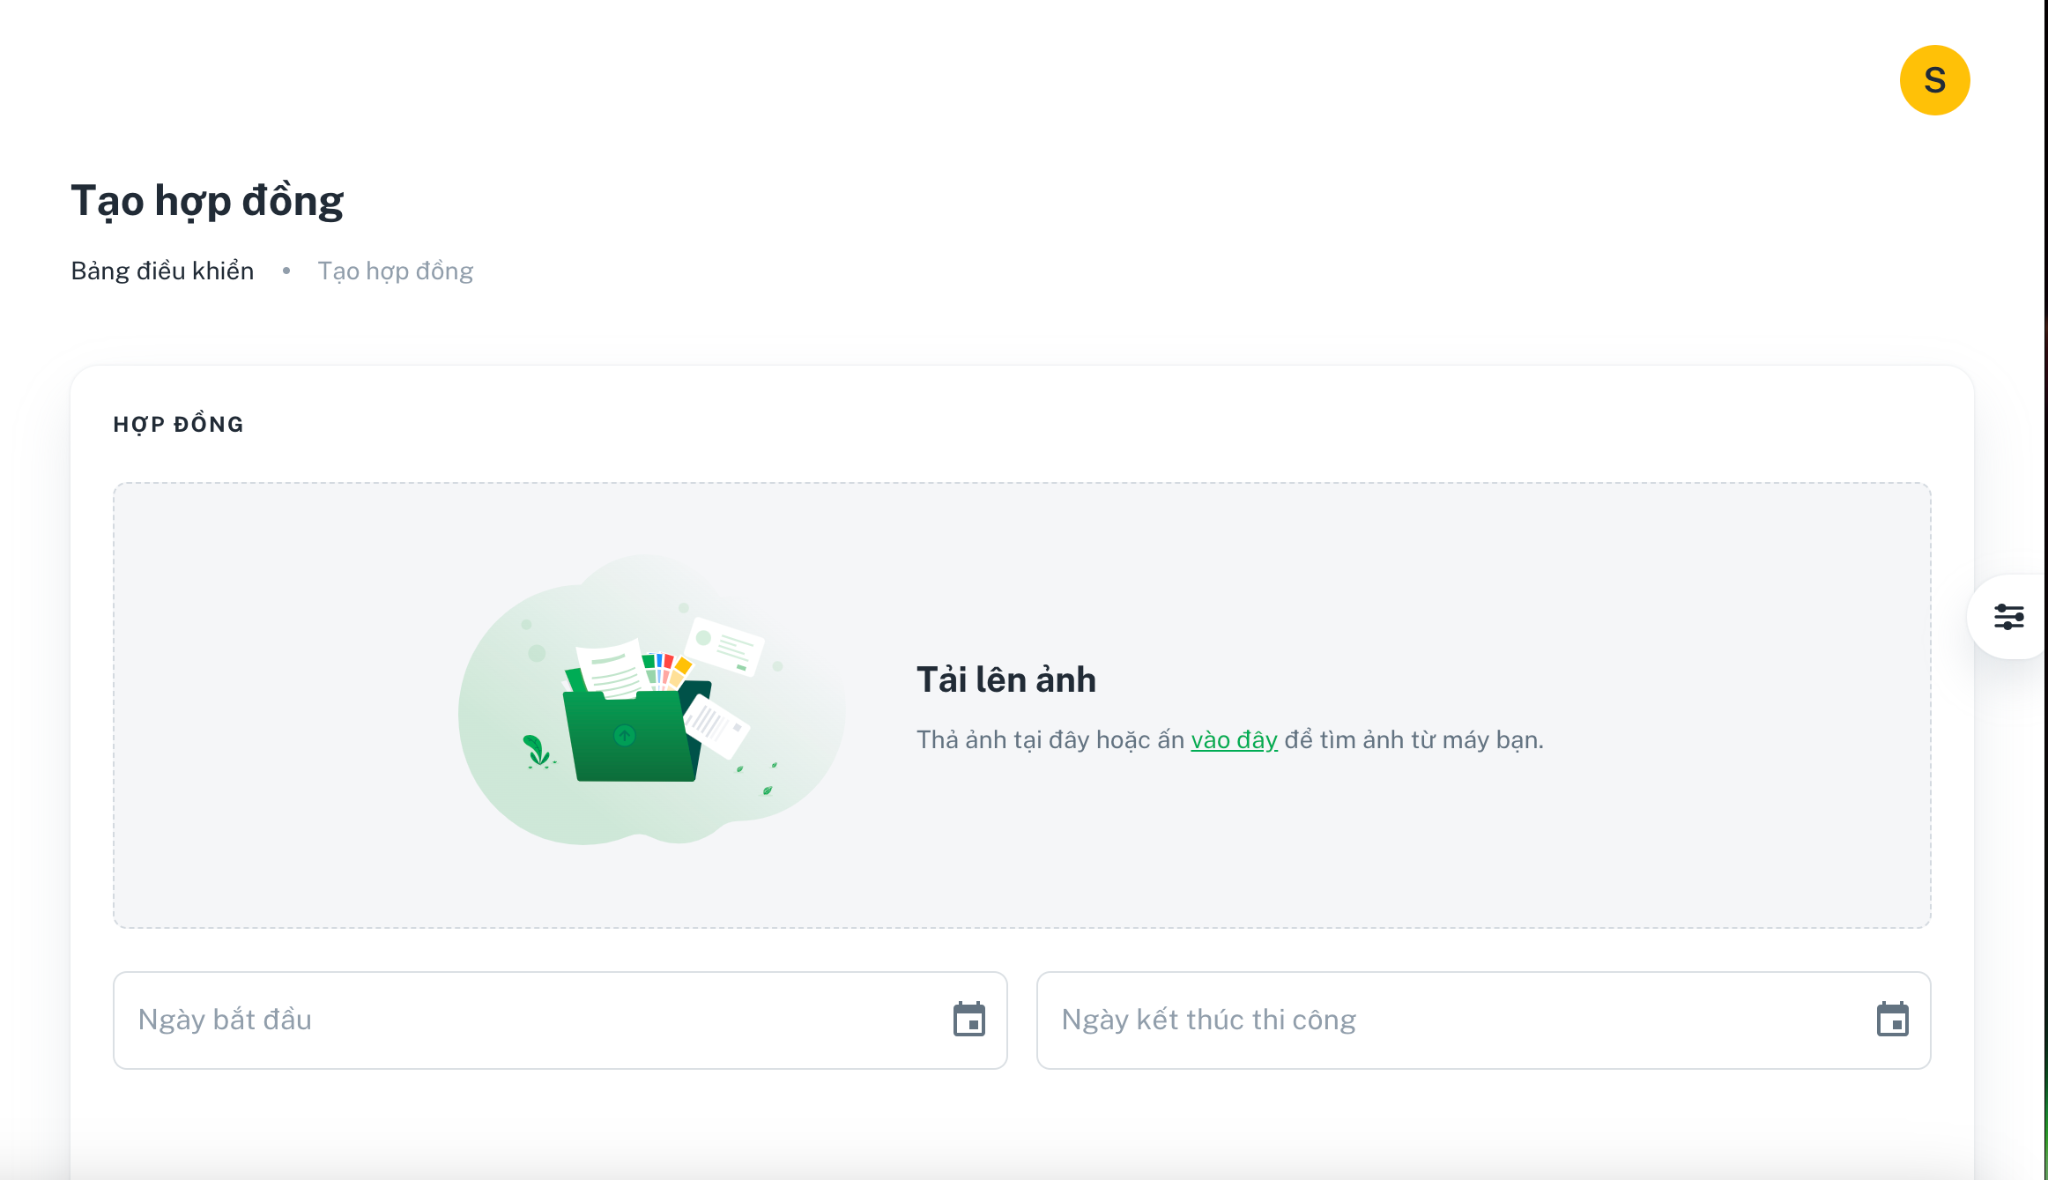 S
Tạo hợp đồng
Bảng điều khiển • Tạo hợp đồng
HỢP ĐỒNG
Tải lên ảnh
Thả ảnh tại đây hoặc ấn vào đây để tìm ảnh từ máy bạn.
Ngày bắt đầu
Ngày kết thúc thi công